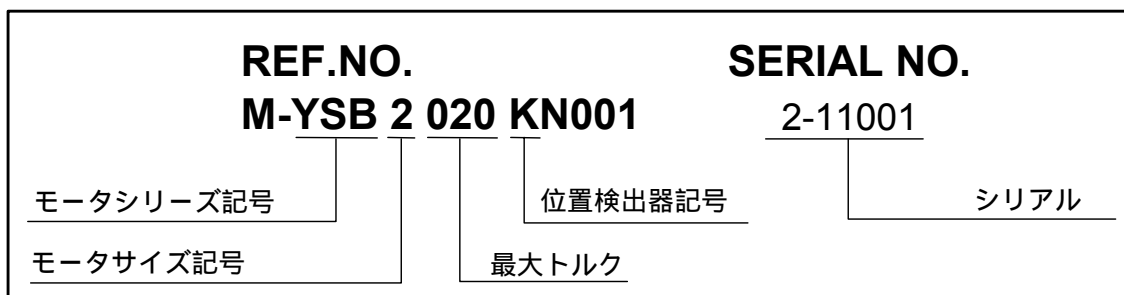 REF.NO. SERIAL NO.
M-YSB 2 020 KN001 2-11001
モータシリーズ記号 位置検出器記号 シリアル
モータサイズ記号 最大トルク